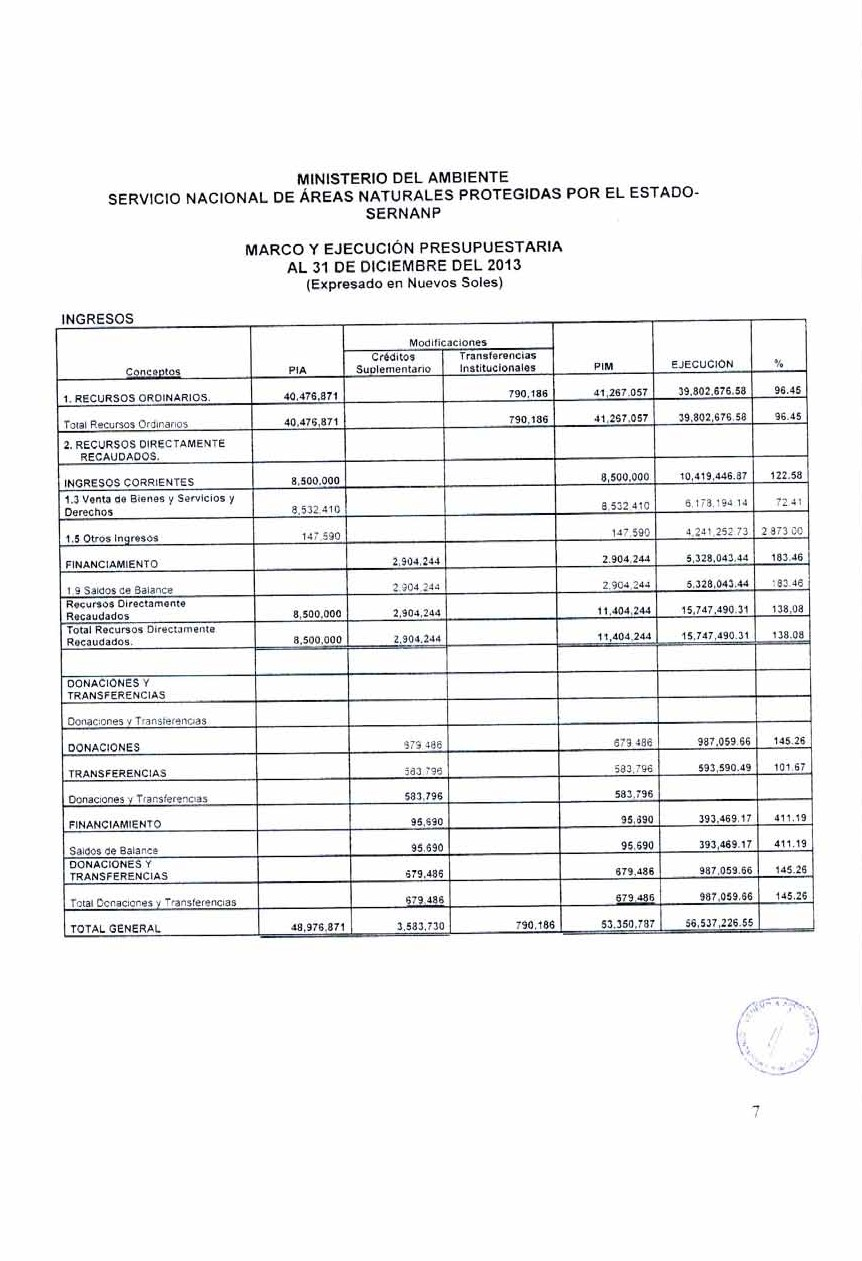 MINISTERIO DEL AMBIENTE
SERVICIO NACIONAL DE ÁREAS NATURALES PROTEGIDAS POR EL ESTADO-
SERNANP
MARCO Y EJECUCIÓN PRESUPUESTARIA
AL 31 DE DICIEMBRE DEL 2013
(Expresado en Nuevos Soles)
INGRESOS
Modificaciones
Conceptos PIA Créditos Suplementario Transferencias Institucionales PIM EJECUCIÓN %
1. RECURSOS ORDINARIOS. 40,476,871 790,186 41,267,057 39,802,676.58 96.45
Total Recursos Ordinarios 40,476,871 790,186 41,267,057 39,802,676.58 96.45
2. RECURSOS DIRECTAMENTE
RECAUDADOS.
INGRESOS CORRIENTES 8,500,000 8,500,000 10,419,446.87 122.58
1.3 Venta de Bienes y Servicios y
Derechos 8,532,410 8,532,410 6,178,194.14 72.41
1.5 Otros Ingresos 147,590 147,590 4,241,252.73 2 873.00
FINANCIAMIENTO 2,904,244 2,904,244 5,328,043.44 183.46
1.9 Saldos de Balance 2,904,244 2,904,244 5,328,043.44 183.46
Recursos Directamente
Recaudados 8,500,000 2,904,244 11,404,244 15,747,490.31 138.08
Total Recursos Directamente
Recaudados. 8,500,000 2,904,244 11,404,244 15,747,490.31 138.08
DONACIONES Y
TRANSFERENCIAS
Donaciones y Transferencias
DONACIONES 979,486 679,486 987,059.66 145.26
TRANSFERENCIAS 583,796 583,796 593,590.49 101.67
Donaciones y Transferencias 583,796 583,796
FINANCIAMIENTO 95,690 95,690 393,469.17 411.19
Saldos de Balance 95,690 95,690 393,469.17 411.19
DONACIONES Y
TRANSFERENCIAS 679,486 679,486 987,059.66 145.26
Total Donaciones y Transferencias 679,486 679,486 987,059.66 145.26
TOTAL GENERAL 48,976,871 3,583,730 790,186 53,350,787 56,537,226.55
7